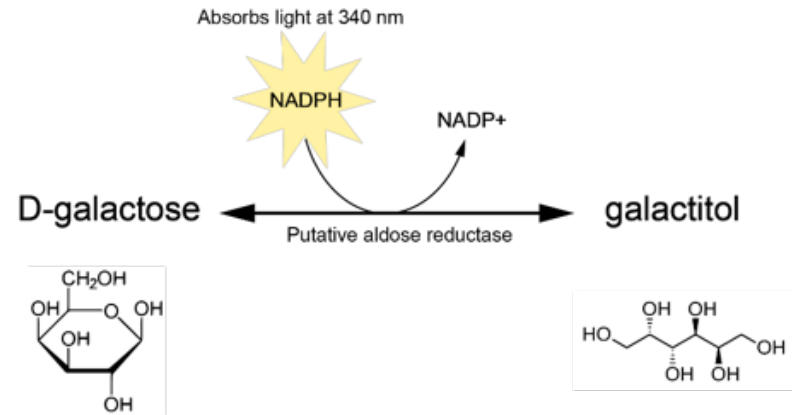 Absorbs light at 340 nm
NADPH
NADP+
D-galactose
galactitol
Putative aldose reductase
CH₂OH
OH
O
OH
OH
OH
OH OH
HO
OH
OH OH